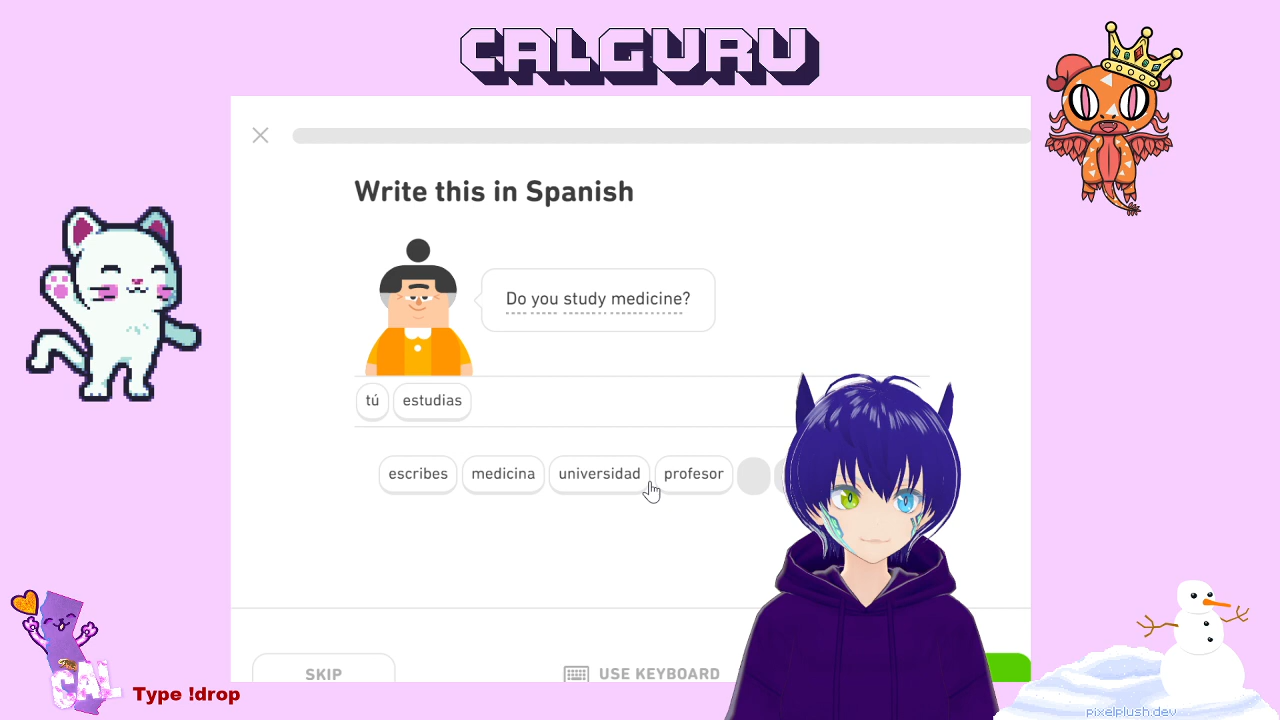 CALGURU
Write this in Spanish
Do you study medicine?
tú estudias
escribes medicina universidad profesor
SKIP USE KEYBOARD
CAL Type !drop
pixelplush.dev